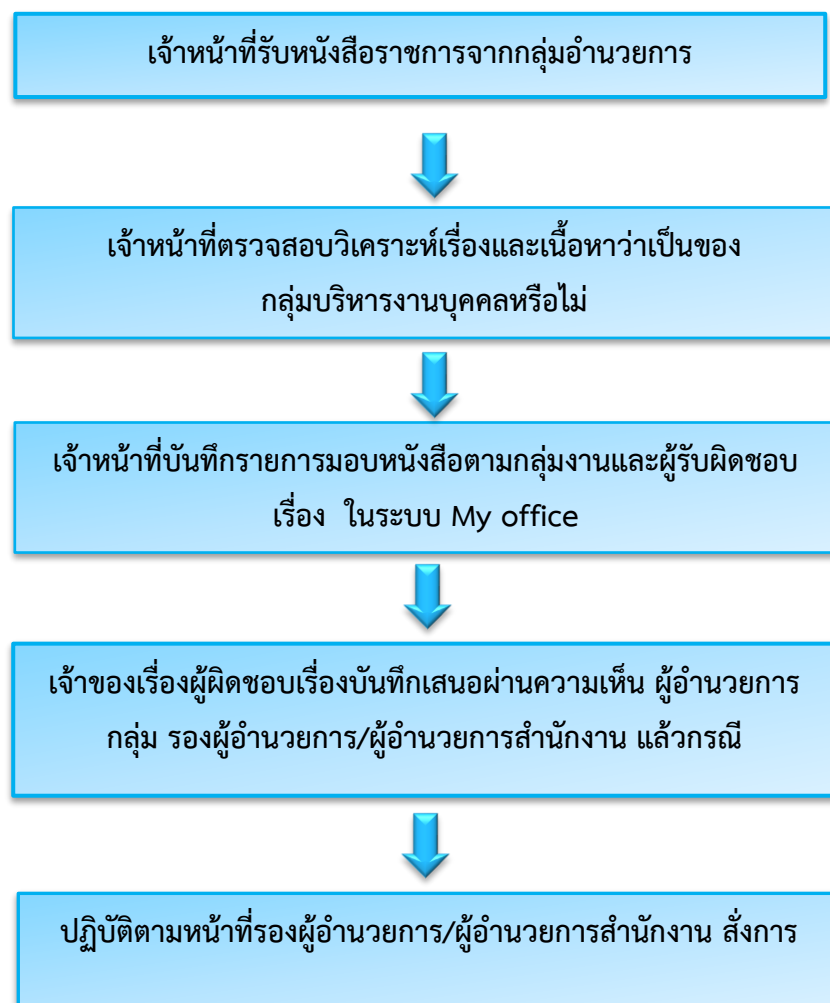 เจ้าหน้าที่รับหนังสือราชการจากกลุ่มอำนวยการ
เจ้าหน้าที่ตรวจสอบวิเคราะห์เรื่องและเนื้อหาว่าเป็นของ
กลุ่มบริหารงานบุคคลหรือไม่
เจ้าหน้าที่บันทึกรายการมอบหนังสือตามกลุ่มงานและผู้รับผิดชอบ
เรื่อง ในระบบ My office
เจ้าของเรื่องผู้ผิดชอบเรื่องบันทึกเสนอผ่านความเห็น ผู้อำนวยการ
กลุ่ม รองผู้อำนวยการ/ผู้อำนวยการสำนักงาน แล้วกรณี
ปฏิบัติตามหน้าที่รองผู้อำนวยการ/ผู้อำนวยการสำนักงาน สั่งการ